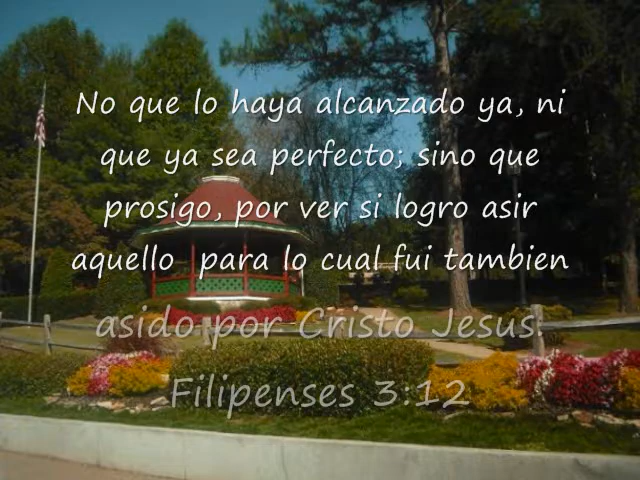 No que lo haya alcanzado ya, ni
que ya sea perfecto; sino que
prosigo, por ver si logro asir
aquello para lo cual fui tambien
asido por Cristo Jesus.
Filipenses 3:12